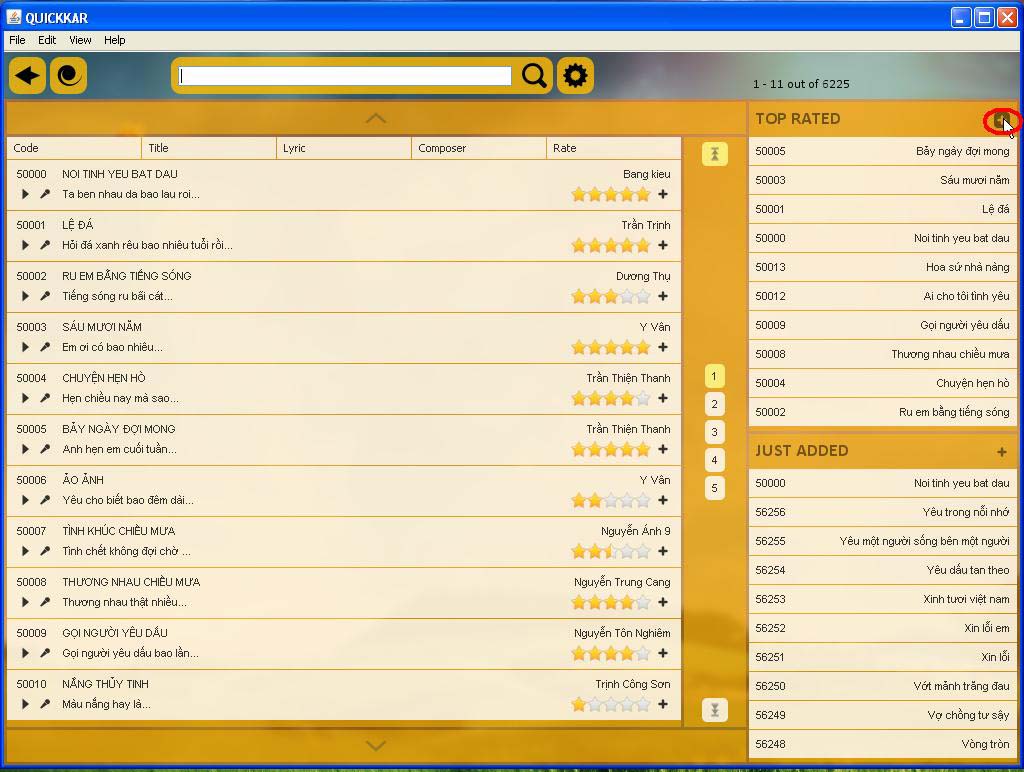 QUICKKAR
File Edit View Help
1 - 11 out of 6225
Code Title Lyric Composer Rate
50000 NOI TINH YEU BAT DAU Bang kieu
Ta ben nhau da bao lau roi...
50001 LỆ ĐÁ Trần Trịnh
Hỏi đá xanh rêu bao nhiêu tuổi rồi...
50002 RU EM BẰNG TIẾNG SÓNG Dương Thụ
Tiếng sóng ru bãi cát...
50003 SÁU MƯƠI NĂM Y Vân
Em ơi có bao nhiêu...
50004 CHUYỆN HẸN HÒ Trần Thiện Thanh
Hẹn chiều nay mà sao...
50005 BẢY NGÀY ĐỢI MONG Trần Thiện Thanh
Anh hẹn em cuối tuần...
50006 ẢO ẢNH Y Vân
Yêu cho biết bao đêm dài...
50007 TÌNH KHÚC CHIỀU MƯA Nguyễn Ánh 9
Tình chết không đợi chờ ...
50008 THƯƠNG NHAU CHIỀU MƯA Nguyễn Trung Cang
Thương nhau thật nhiều...
50009 GỌI NGƯỜI YÊU DẤU Nguyễn Tôn Nghiêm
Gọi người yêu dấu bao lần...
50010 NẮNG THỦY TINH Trịnh Công Sơn
Màu nắng hay là...
1
2
3
4
5
TOP RATED
50005 Bảy ngày đợi mong
50003 Sáu mươi năm
50001 Lệ đá
50000 Noi tinh yeu bat dau
50013 Hoa sứ nhà nàng
50012 Ai cho tôi tình yêu
50009 Gọi người yêu dấu
50008 Thương nhau chiều mưa
50004 Chuyện hẹn hò
50002 Ru em bằng tiếng sóng
JUST ADDED
50000 Noi tinh yeu bat dau
56256 Yêu trong nỗi nhớ
56255 Yêu một người sống bên một người
56254 Yêu dấu tan theo
56253 Xinh tươi việt nam
56252 Xin lỗi em
56251 Xin lỗi
56250 Vớt mảnh trăng đau
56249 Vợ chồng tư sậy
56248 Vòng tròn